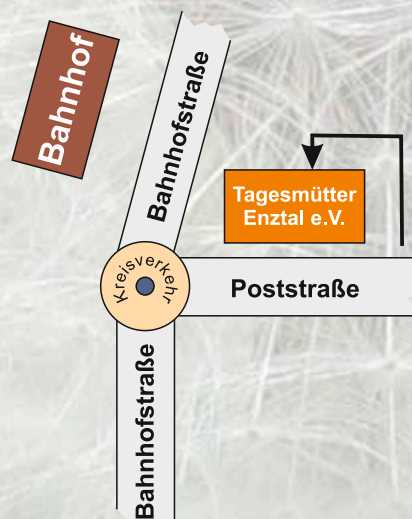 Bahnhof
Bahnhofstraße
Tagesmütter
Enztal e.V.
Kreisverkehr
Poststraße
Bahnhofstraße